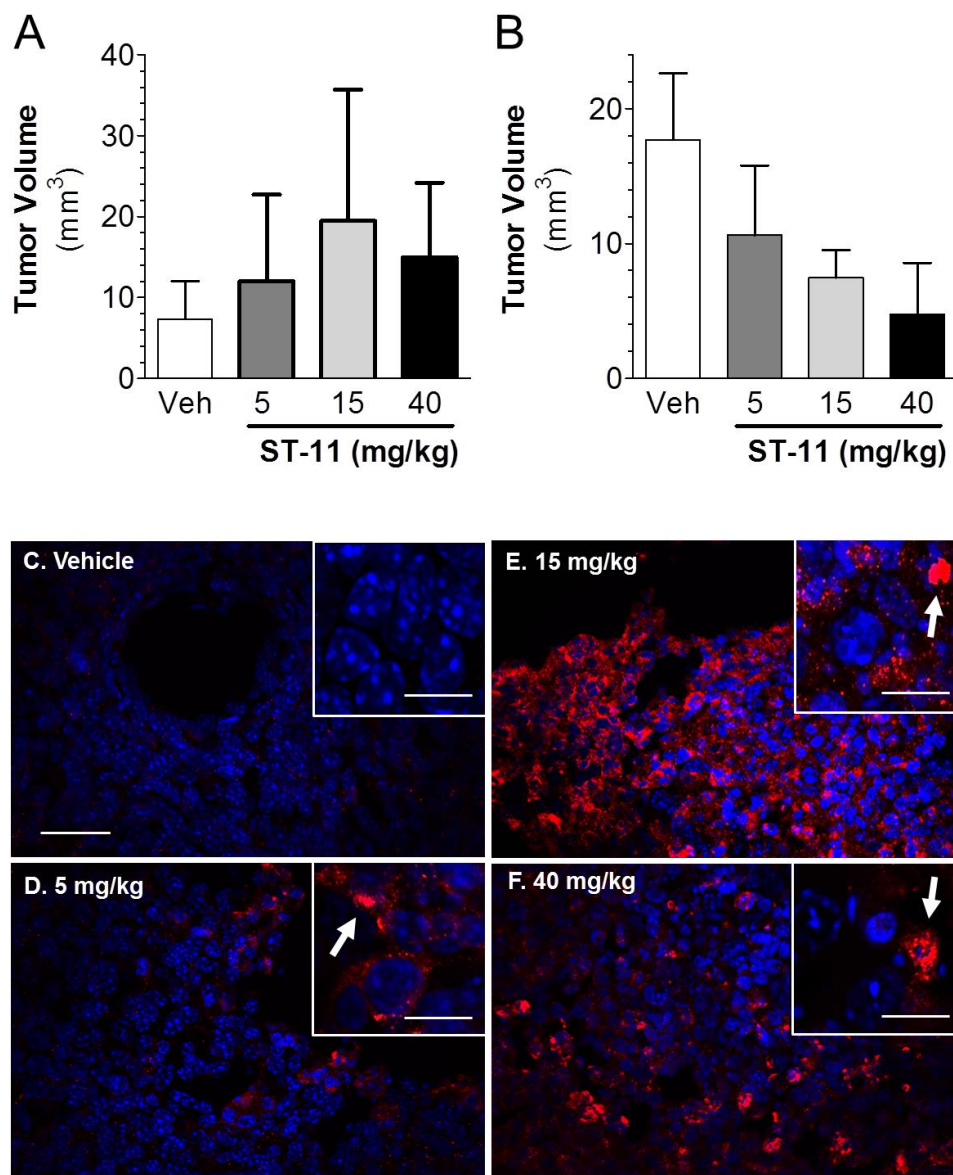 A
Tumor Volume
(mm³)
40
30
20
10
0
Veh 5 15 40
ST-11 (mg/kg)
B
Tumor Volume
(mm³)
20
10
0
Veh 5 15 40
ST-11 (mg/kg)
C. Vehicle
E. 15 mg/kg
D. 5 mg/kg
F. 40 mg/kg